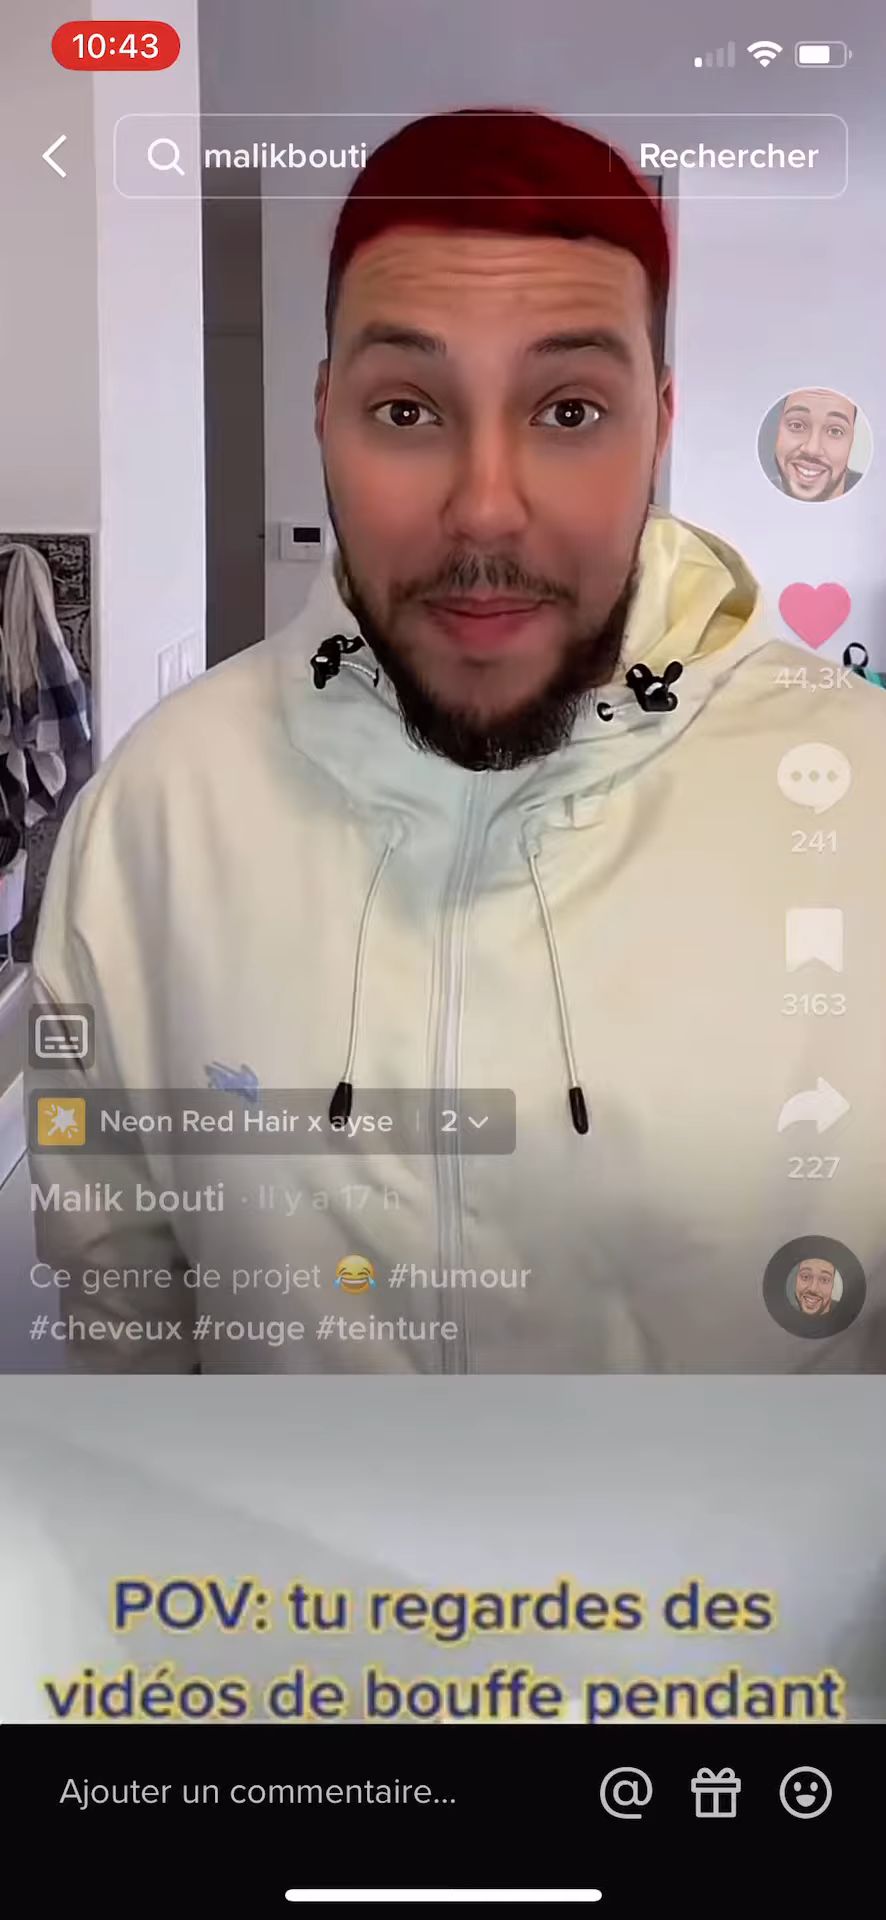 10:43
malikbouti
Rechercher
44,3K
241
3163
227
Neon Red Hair x ayse | 2
Malik bouti · Il y a 17 h
Ce genre de projet 😂 #humour
#cheveux #rouge #teinture
POV: tu regardes des
vidéos de bouffe pendant
Ajouter un commentaire...